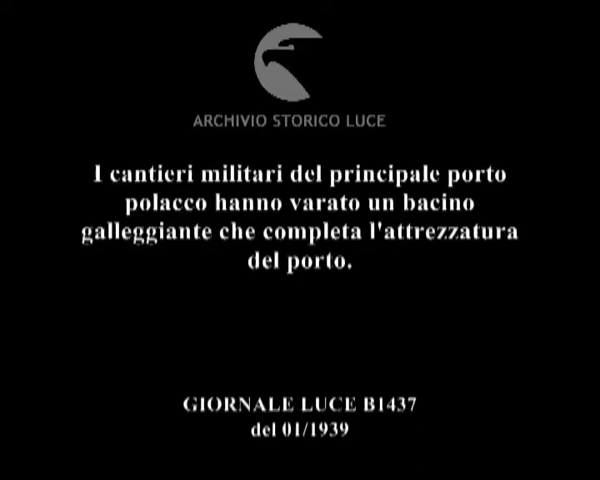 ARCHIVIO STORICO LUCE
I cantieri militari del principale porto
polacco hanno varato un bacino
galleggiante che completa l'attrezzatura
del porto.
GIORNALE LUCE B1437
del 01/1939